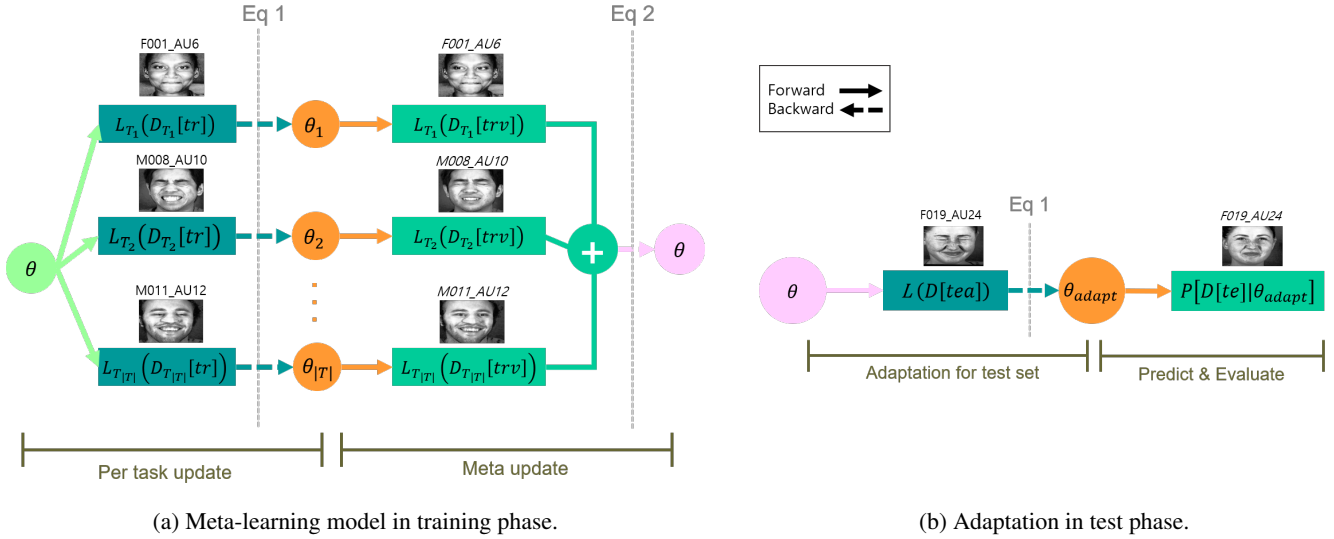 Eq 1
Eq 2
F001_AU6
F001_AU6
L_{T_1}(D_{T_1}[tr])
θ_1
L_{T_1}(D_{T_1}[trv])
M008_AU10
M008_AU10
L_{T_2}(D_{T_2}[tr])
θ_2
L_{T_2}(D_{T_2}[trv])
θ
+
θ
M011_AU12
M011_AU12
L_{T_{|T|}}(D_{T_{|T|}}[tr])
θ_{|T|}
L_{T_{|T|}}(D_{T_{|T|}}[trv])
Per task update
Meta update
(a) Meta-learning model in training phase.
Forward
Backward
Eq 1
F019_AU24
F019_AU24
θ
L(D[tea])
θ_{adapt}
P[D[te]|θ_{adapt}]
Adaptation for test set
Predict & Evaluate
(b) Adaptation in test phase.